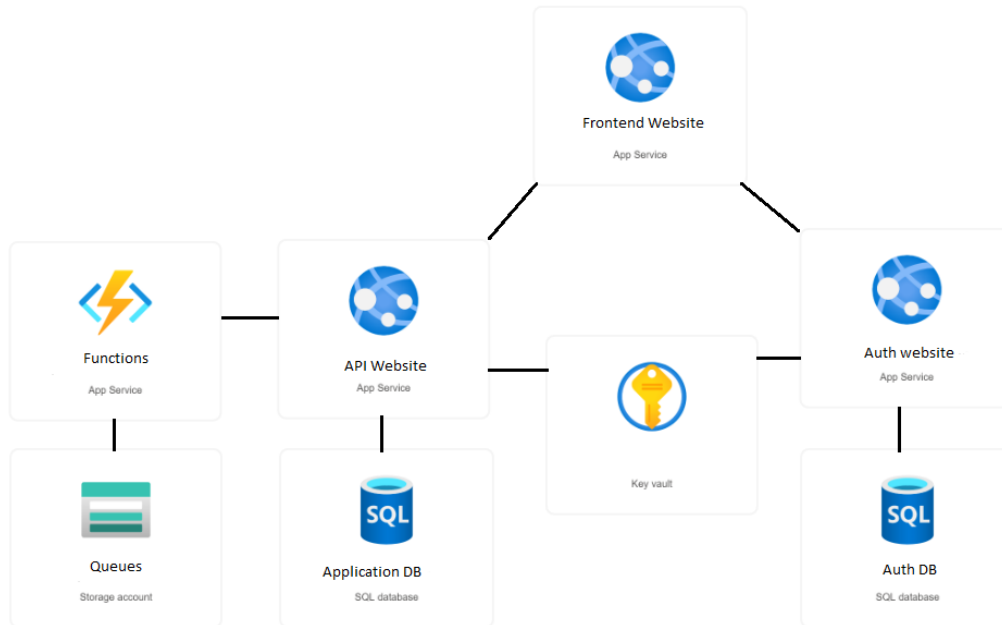 Frontend Website
App Service
Functions
App Service
API Website
App Service
Auth website
App Service
Key vault
Queues
Storage account
SQL
Application DB
SQL database
SQL
Auth DB
SQL database